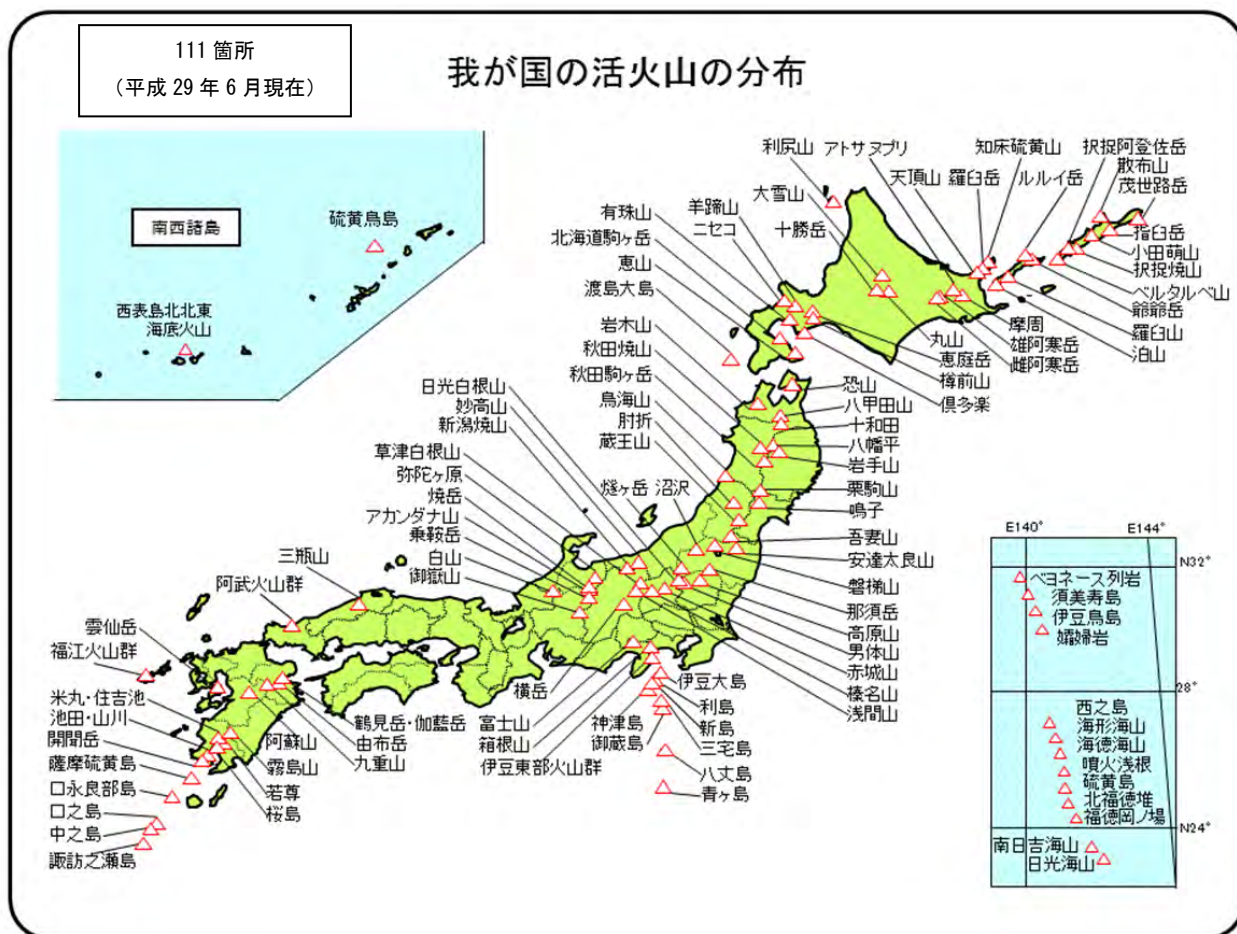 111 箇所
（平成 29 年 6 月現在）
我が国の活火山の分布
南西諸島
硫黄鳥島
西表島北北東
海底火山
利尻山
アトサヌプリ
知床硫黄山
択捉阿登佐岳
散布山
茂世路岳
天頂山
羅臼岳
ルルイ岳
大雪山
羊蹄山
有珠山
十勝岳
ニセコ
北海道駒ヶ岳
恵山
渡島大島
指臼岳
小田萌山
択捉焼山
ベルタルベ山
爺爺岳
羅臼山
泊山
摩周
雄阿寒岳
雌阿寒岳
丸山
恵庭岳
樽前山
倶多楽
岩木山
秋田焼山
秋田駒ヶ岳
鳥海山
肘折
蔵王山
恐山
八甲田山
十和田
八幡平
岩手山
栗駒山
鳴子
吾妻山
安達太良山
磐梯山
那須岳
高原山
男体山
赤城山
榛名山
浅間山
日光白根山
妙高山
新潟焼山
草津白根山
弥陀ヶ原
焼岳
アカンダナ山
乗鞍岳
白山
御嶽山
燧ヶ岳
沼沢
三瓶山
阿武火山群
雲仙岳
福江火山群
米丸・住吉池
池田・山川
開聞岳
薩摩硫黄島
口永良部島
口之島
中之島
諏訪之瀬島
鶴見岳・伽藍岳
由布岳
九重山
阿蘇山
霧島山
若尊
桜島
横岳
富士山
箱根山
伊豆東部火山群
伊豆大島
利島
新島
神津島
三宅島
御蔵島
八丈島
青ヶ島
E140°
E144°
N32°
ベヨネース列岩
須美寿島
伊豆鳥島
孀婦岩
28°
西之島
海形海山
海徳海山
噴火浅根
硫黄島
北福徳堆
福徳岡ノ場
N24°
南日吉海山
日光海山